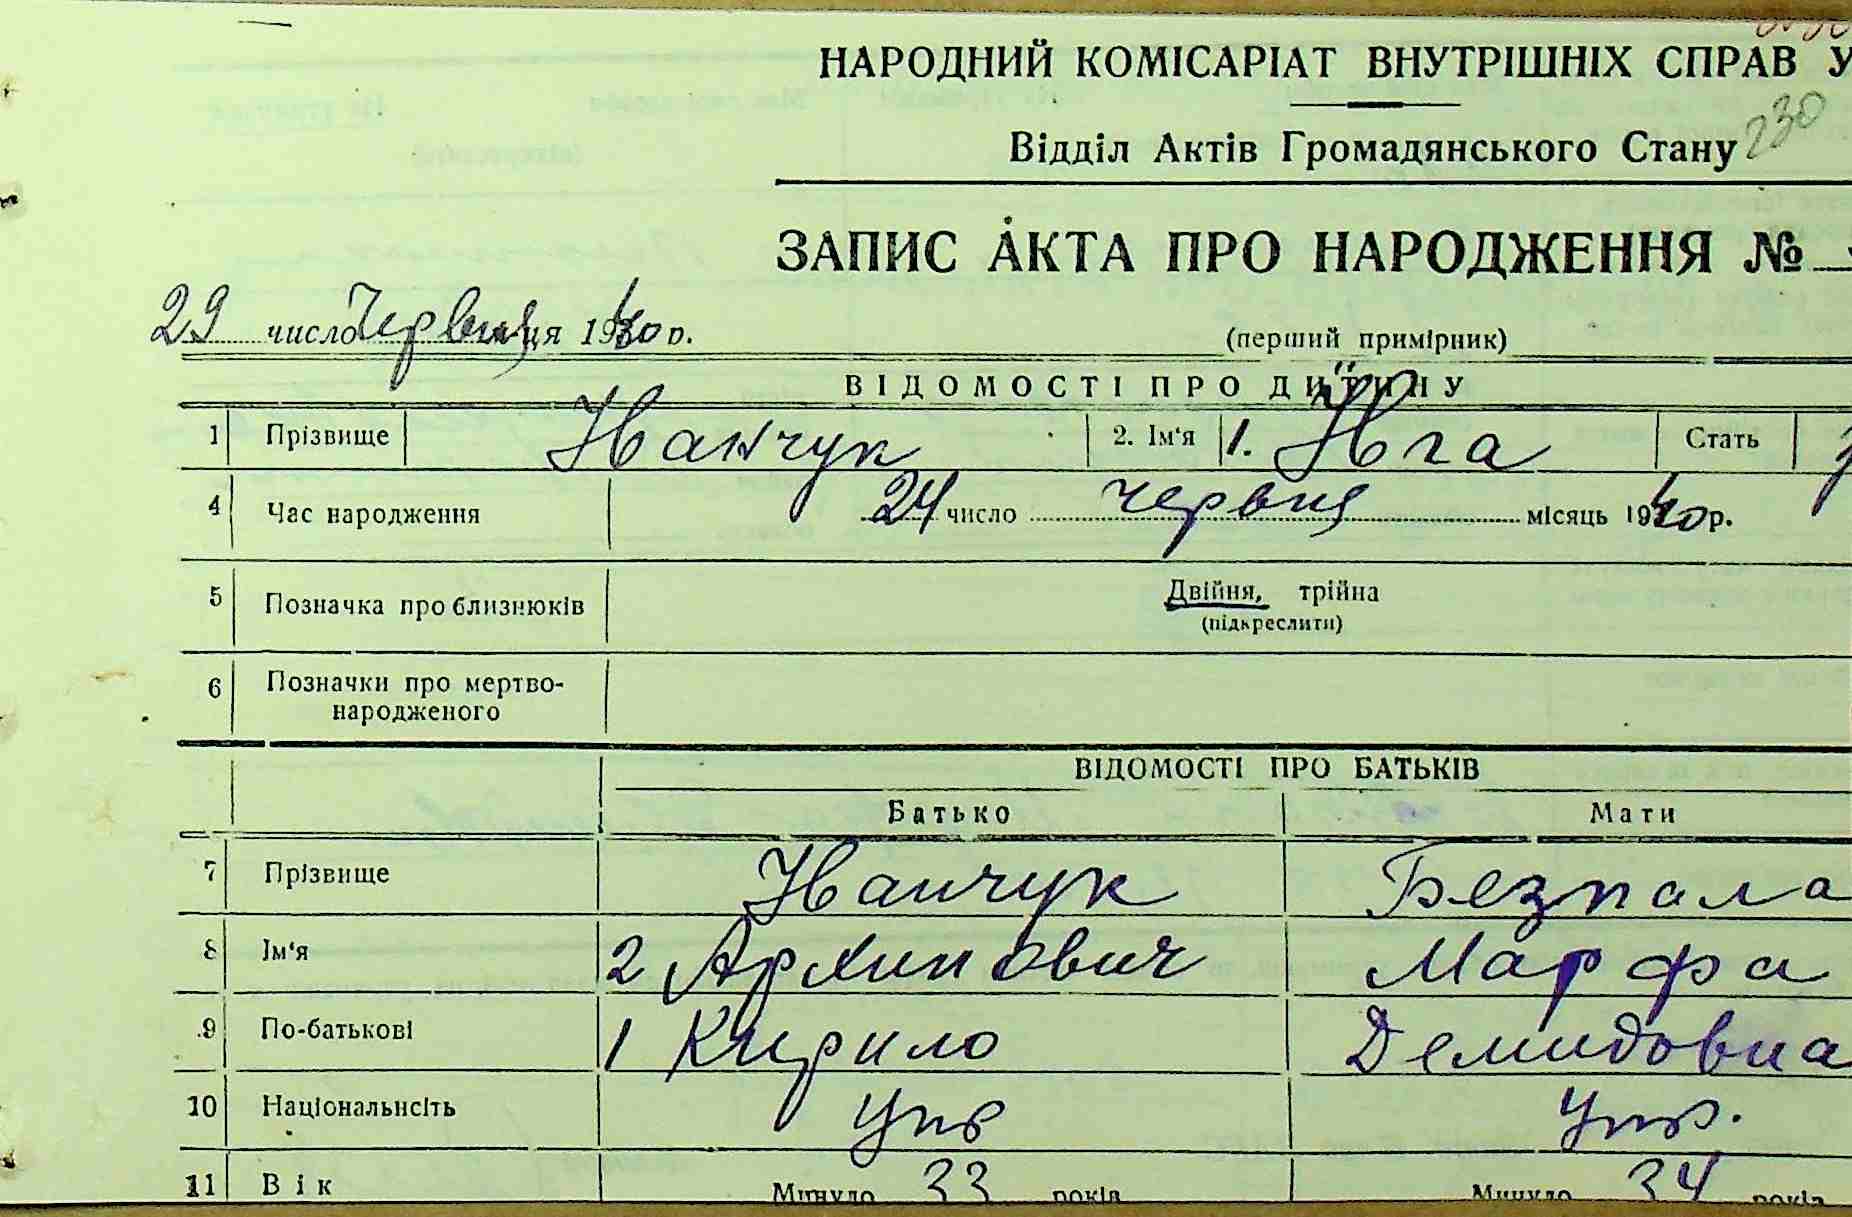 НАРОДНИЙ КОМІСАРІАТ ВНУТРІШНІХ СПРАВ У
230
Відділ Актів Громадянського Стану
ЗАПИС АКТА ПРО НАРОДЖЕННЯ №
29 число Червня ця 1940 р.
(перший примірник)
ВІДОМОСТІ ПРО ДИТИНУ
1 Прізвище Іванчук 2. Ім'я 1. Стать
4 Час народження 24 число червня місяць 1940 р.
5 Позначка про близнюків Двійня, трійна
(підкреслити)
6 Позначки про мертво-
народженого
ВІДОМОСТІ ПРО БАТЬКІВ
Батько Мати
7 Прізвище Іванчук Безпала
8 Ім'я 2 Архипович Марфа
9 По-батькові 1 Кирило Демидовна
10 Національнсіть укр укр.
11 Вік Минуло 33 років Минуло 34 років